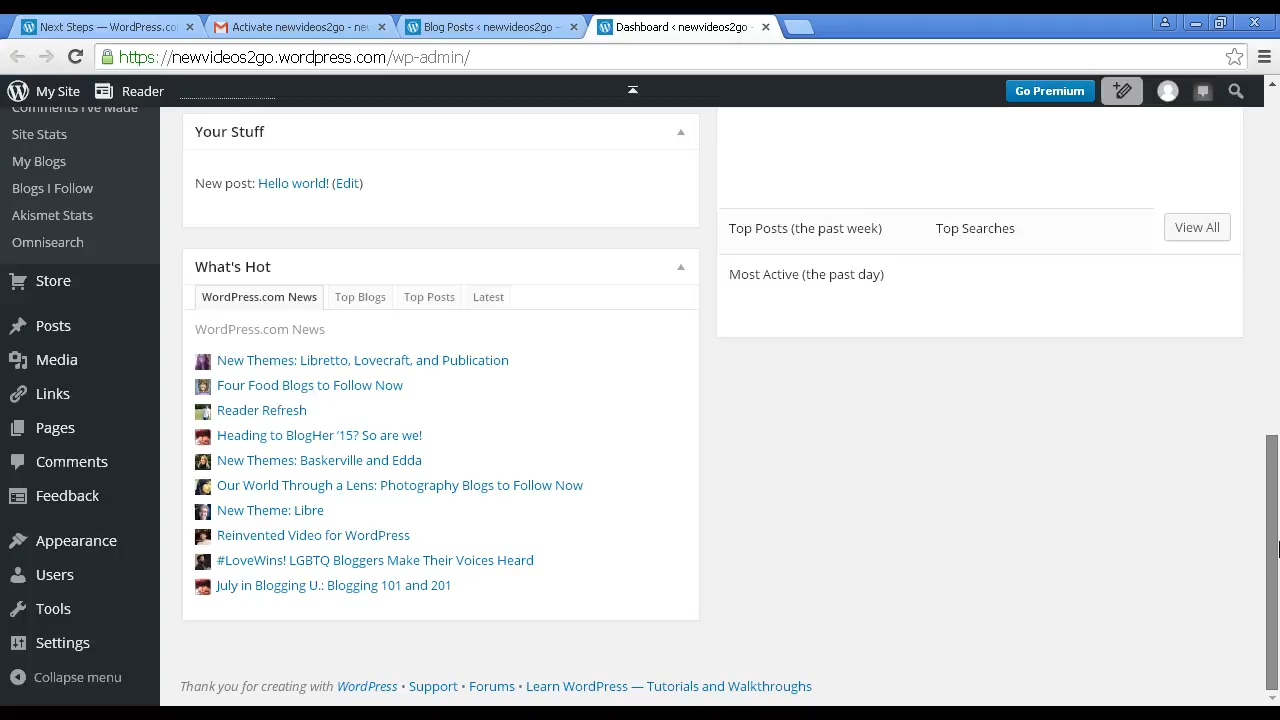 Next Steps — WordPress.co
Activate newvideos2go - ne
Blog Posts ‹ newvideos2go –
Dashboard ‹ newvideos2go -
https://newvideos2go.wordpress.com/wp-admin/
My Site
Reader
Go Premium
Comments I've Made
Site Stats
My Blogs
Blogs I Follow
Akismet Stats
Omnisearch
Store
Posts
Media
Links
Pages
Comments
Feedback
Appearance
Users
Tools
Settings
Collapse menu
Your Stuff
New post: Hello world! (Edit)
What's Hot
WordPress.com News
Top Blogs
Top Posts
Latest
WordPress.com News
New Themes: Libretto, Lovecraft, and Publication
Four Food Blogs to Follow Now
Reader Refresh
Heading to BlogHer '15? So are we!
New Themes: Baskerville and Edda
Our World Through a Lens: Photography Blogs to Follow Now
New Theme: Libre
Reinvented Video for WordPress
#LoveWins! LGBTQ Bloggers Make Their Voices Heard
July in Blogging U.: Blogging 101 and 201
Top Posts (the past week)
Top Searches
View All
Most Active (the past day)
Thank you for creating with WordPress • Support • Forums • Learn WordPress — Tutorials and Walkthroughs